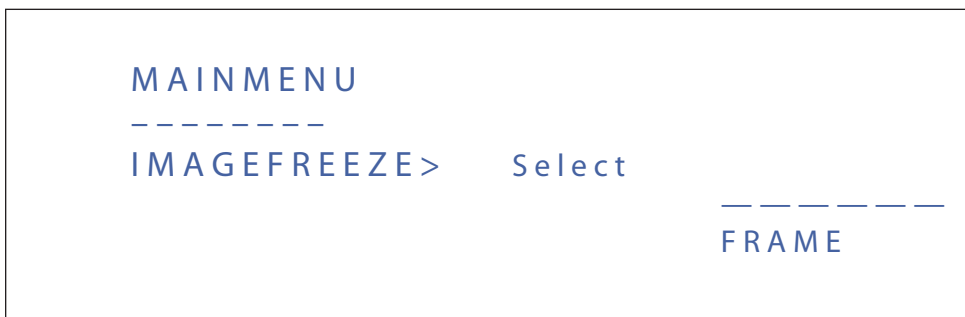 MAINMENU
– – – – – – – –
IMAGEFREEZE> Select
— — — — — —
FRAME